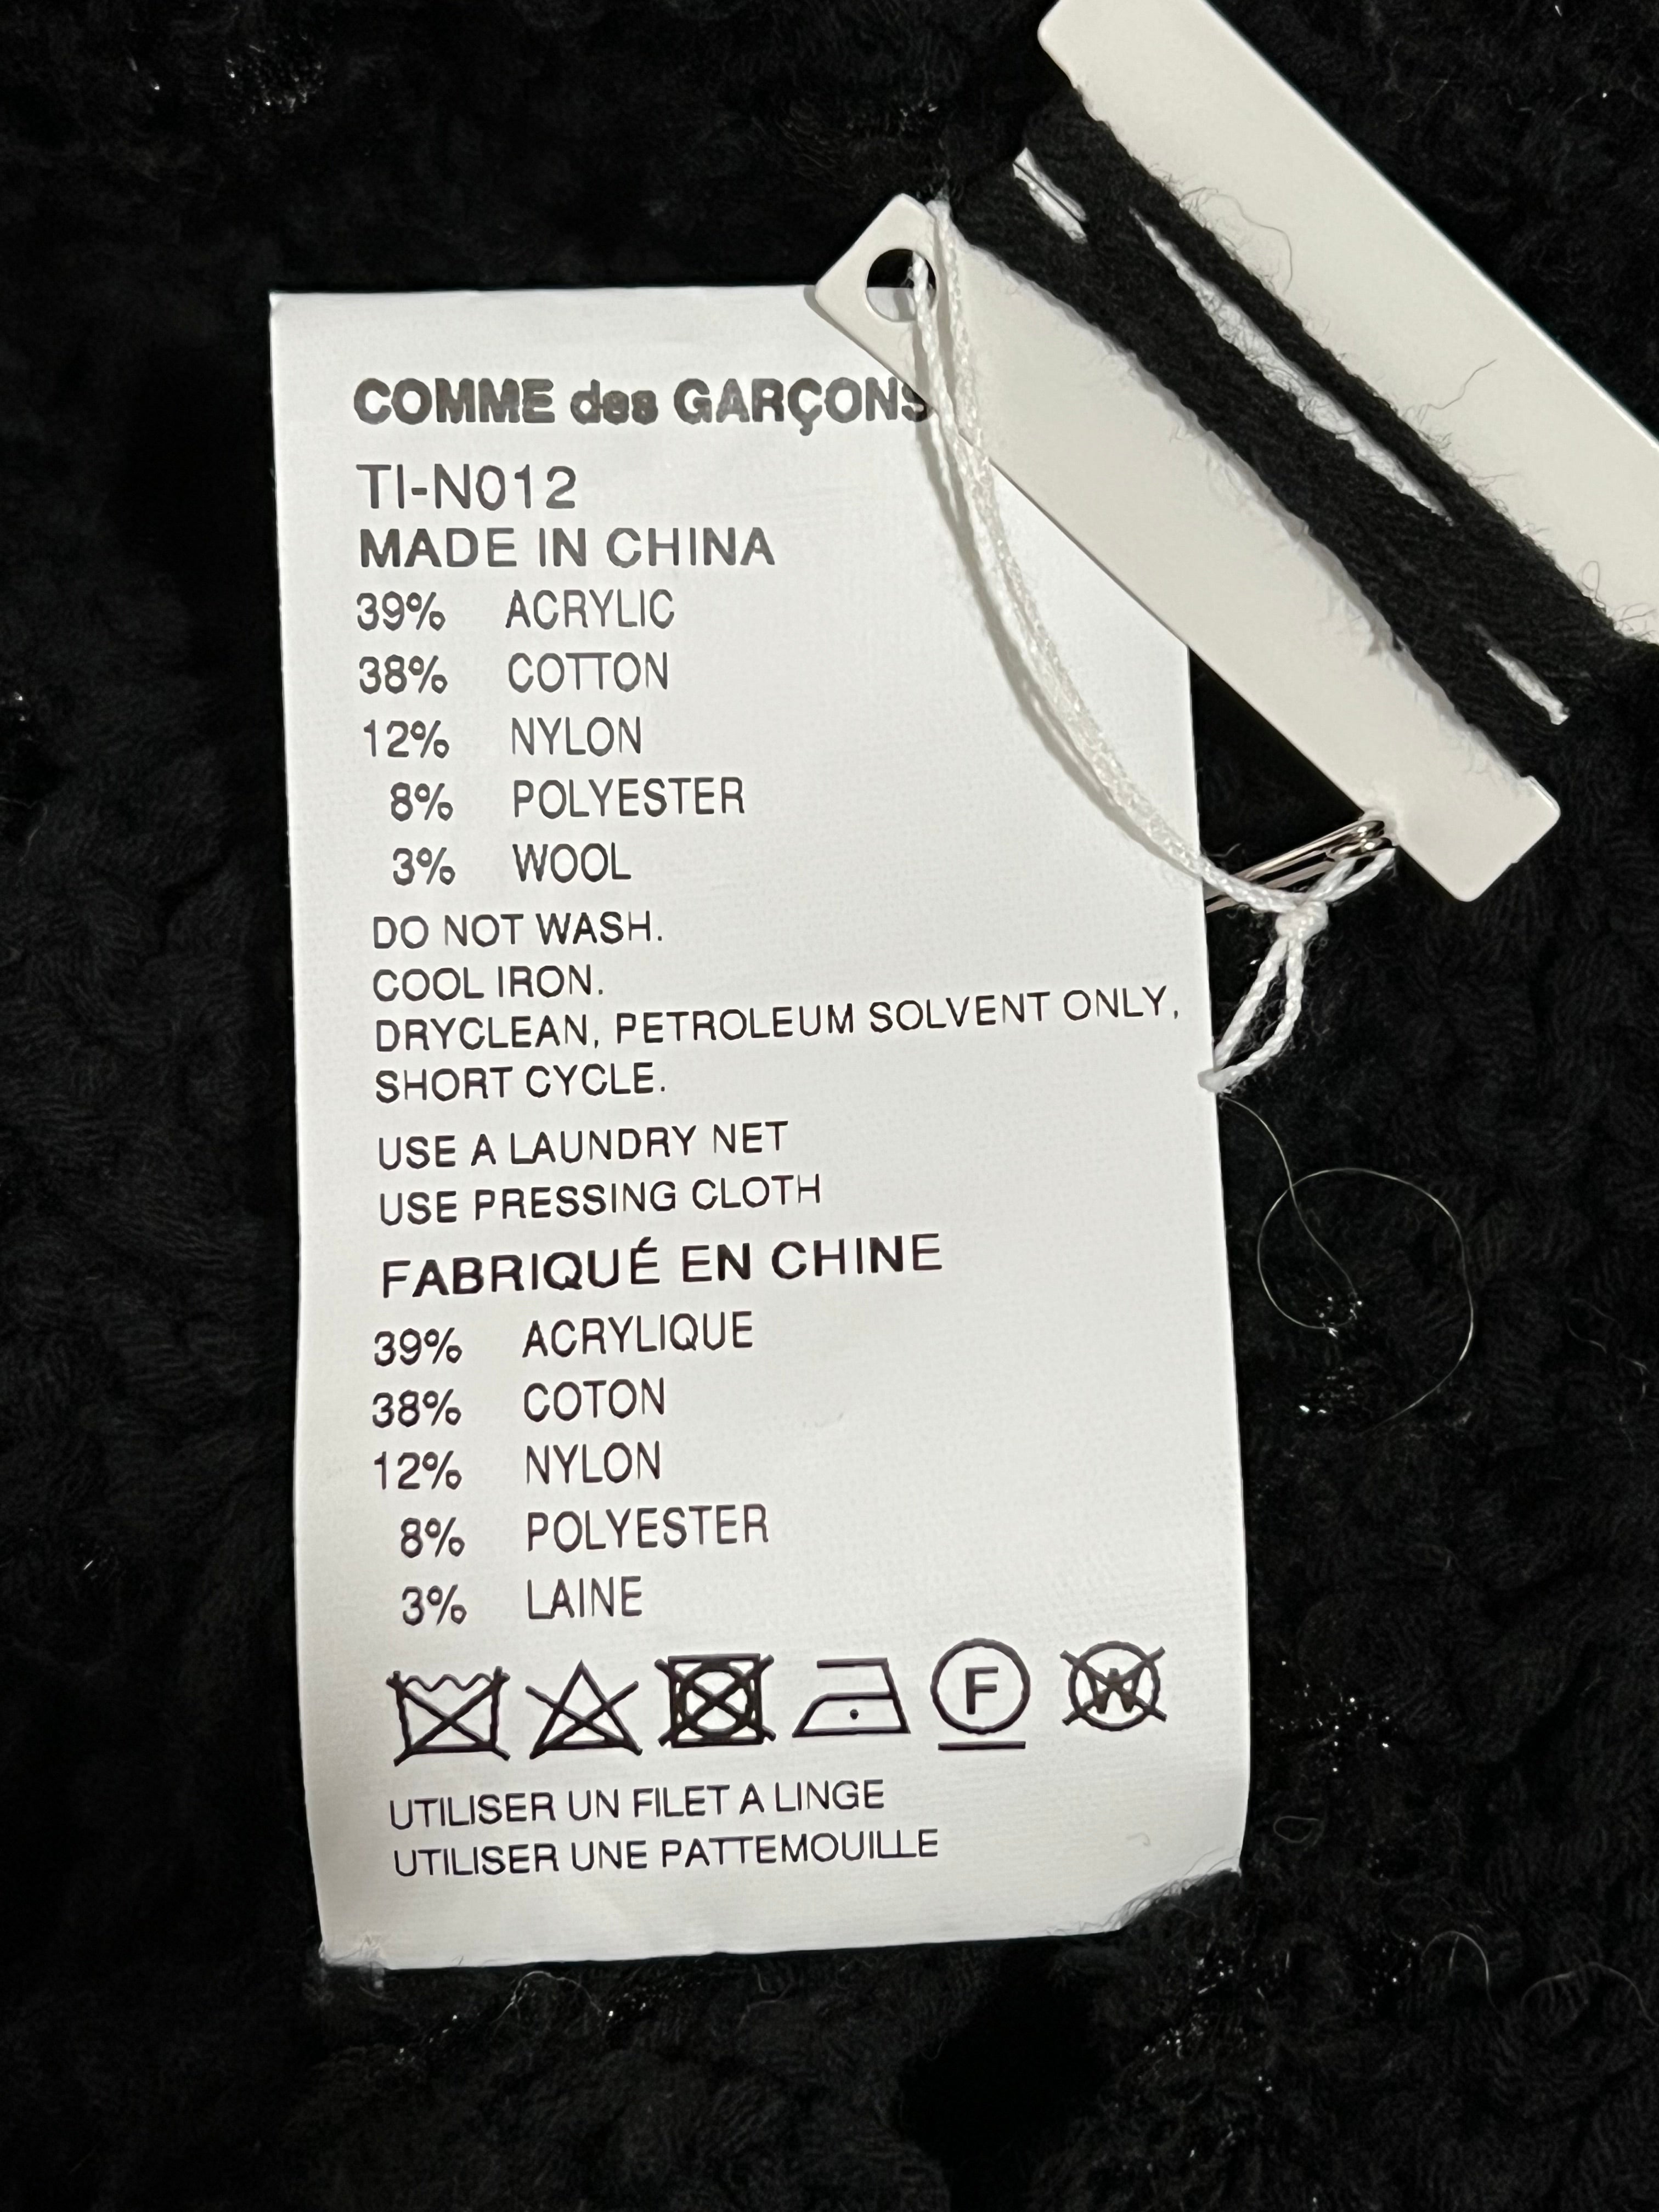 COMME des GARÇONS
TI-N012
MADE IN CHINA
39% ACRYLIC
38% COTTON
12% NYLON
8% POLYESTER
3% WOOL
DO NOT WASH.
COOL IRON.
DRYCLEAN, PETROLEUM SOLVENT ONLY,
SHORT CYCLE.
USE A LAUNDRY NET
USE PRESSING CLOTH
FABRIQUÉ EN CHINE
39% ACRYLIQUE
38% COTON
12% NYLON
8% POLYESTER
3% LAINE
F W
UTILISER UN FILET A LINGE
UTILISER UNE PATTEMOUILLE